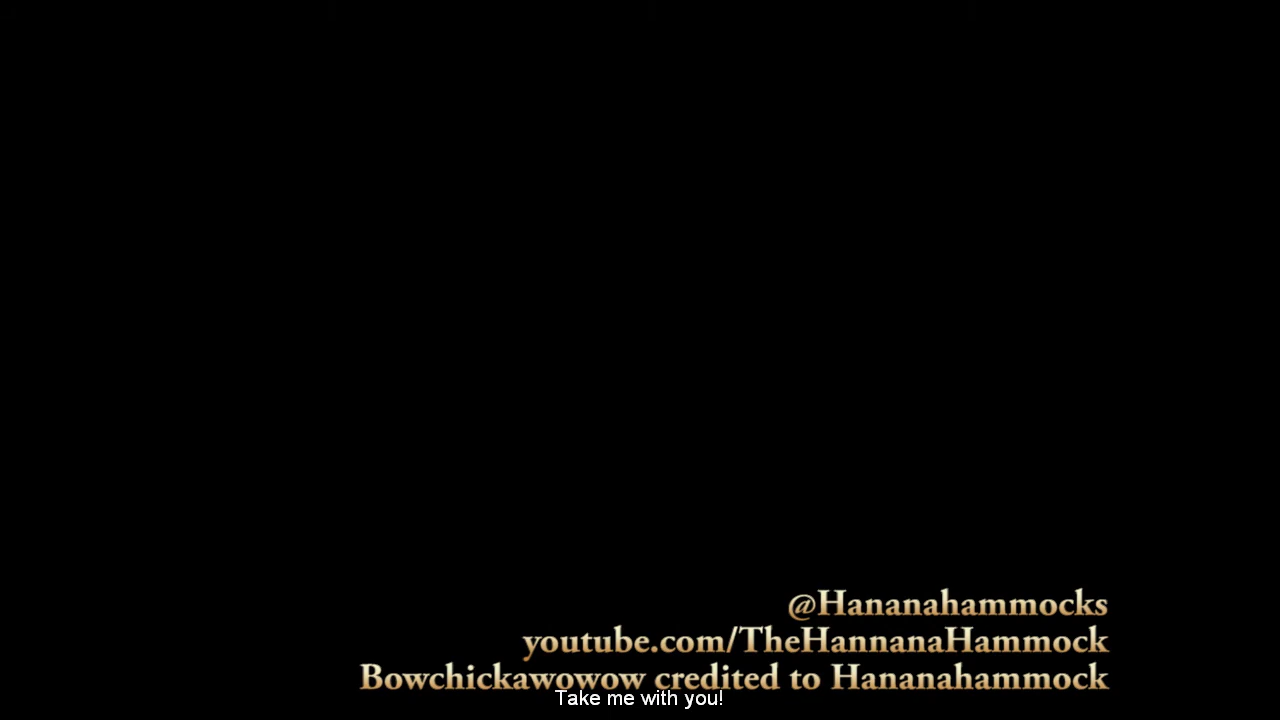 @Hananahammocks
youtube.com/TheHannanaHammock
Bowchickawowow credited to Hananahammock
Take me with you!